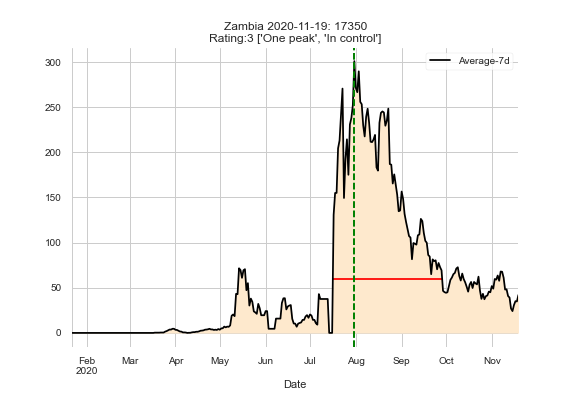 Zambia 2020-11-19: 17350
Rating:3 ['One peak', 'In control']
Average-7d
300
250
200
150
100
50
0
Feb Mar Apr May Jun Jul Aug Sep Oct Nov
2020
Date